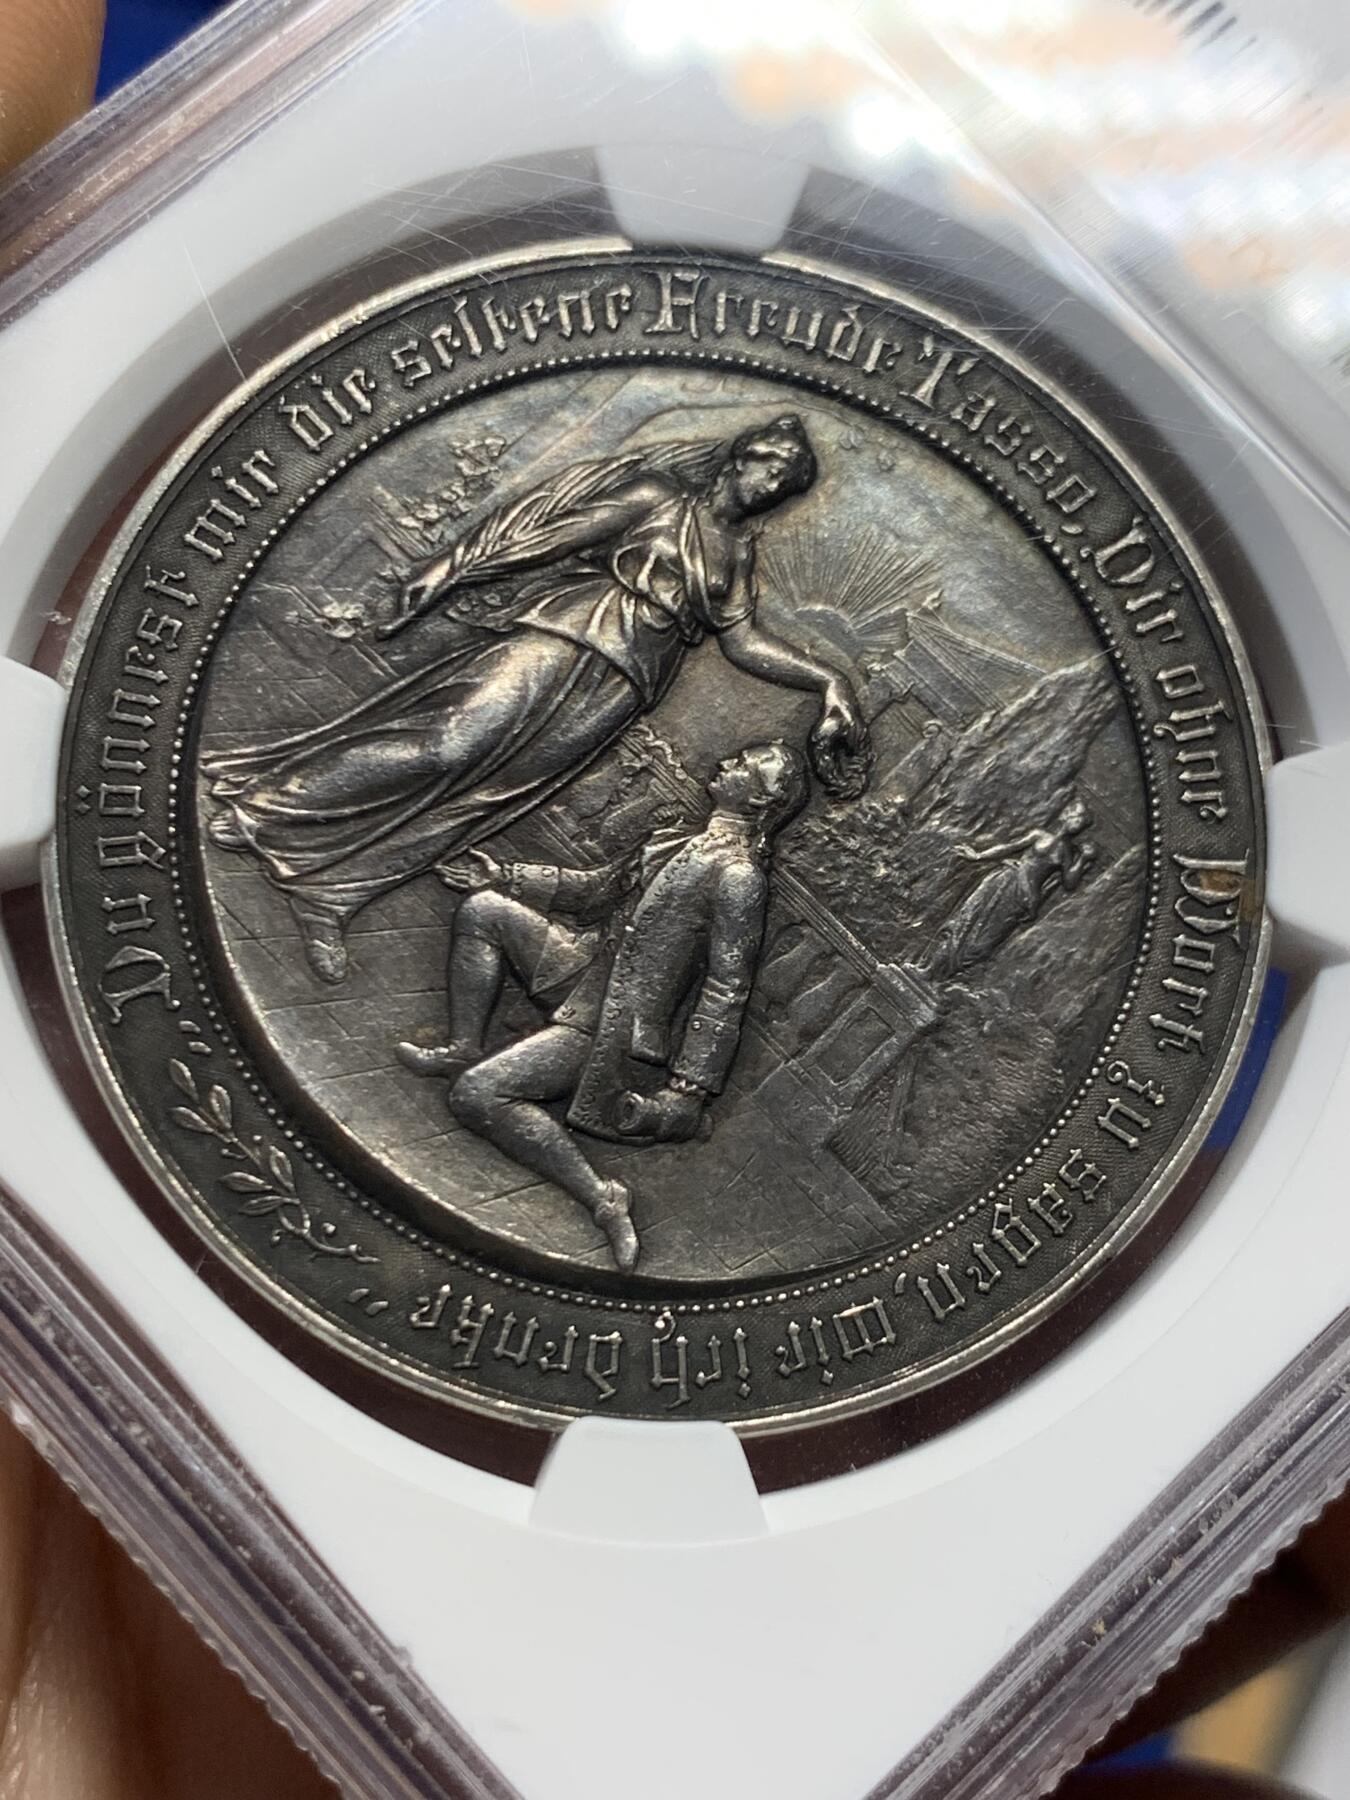 „Du gönnest mir die seltene Freude Tasso, Dir ohne Wort zu sagen, wie ich denke“